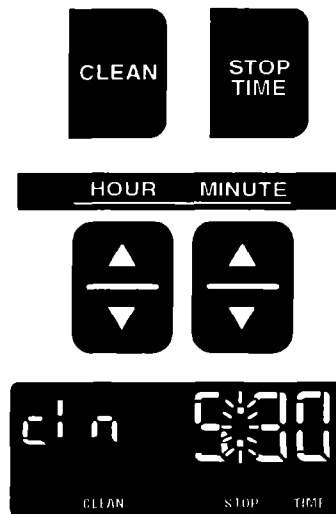 CLEAN
STOP
TIME
HOUR MINUTE
cln 5:30
CLEAN STOP TIME